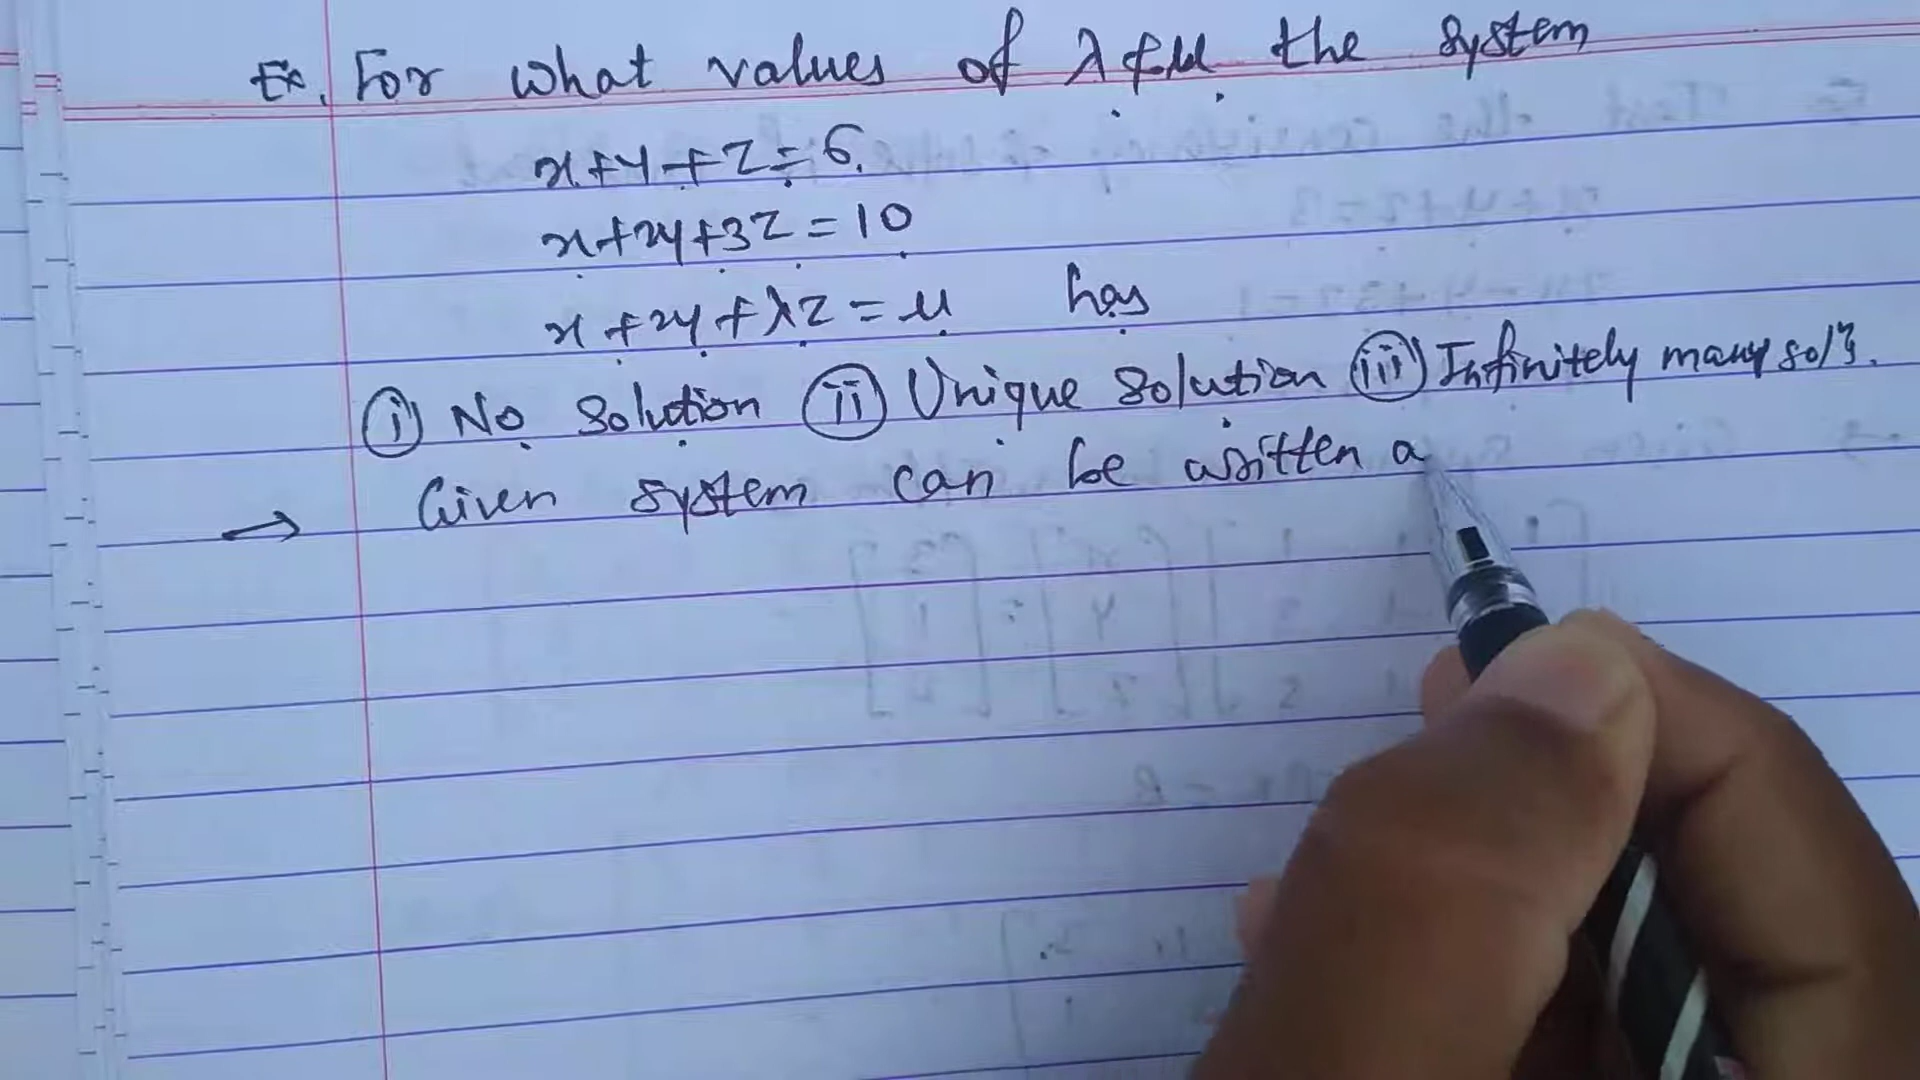 Ex. For what values of λ & μ the system
x+y+z=6.
x+2y+3z=10
x+2y+λz=μ has
(i) No solution (ii) Unique solution (iii) Infinitely many solⁿs.
→ Given system can be written a